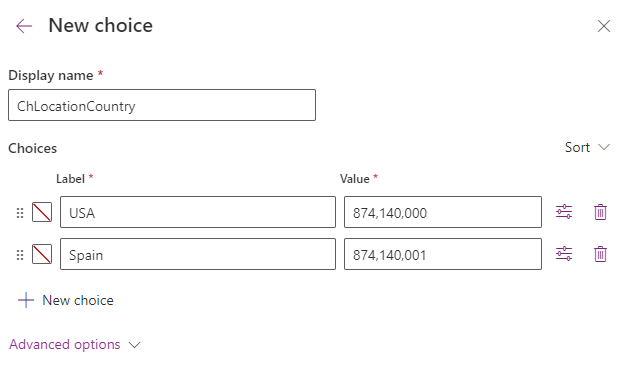 New choice
Display name *
ChLocationCountry
Choices
Sort
Label * Value *
USA 874,140,000
Spain 874,140,001
New choice
Advanced options